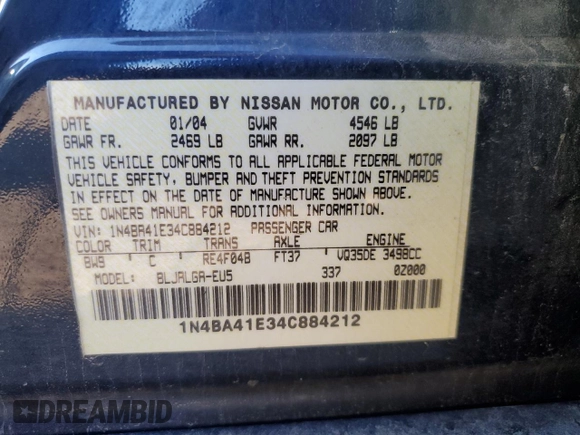 MANUFACTURED BY NISSAN MOTOR CO., LTD.
DATE 01/04 GVWR 4546 LB
GAWR FR. 2469 LB GAWR RR. 2097 LB
THIS VEHICLE CONFORMS TO ALL APPLICABLE FEDERAL MOTOR
VEHICLE SAFETY, BUMPER AND THEFT PREVENTION STANDARDS
IN EFFECT ON THE DATE OF MANUFACTURE SHOWN ABOVE.
SEE OWNERS MANUAL FOR ADDITIONAL INFORMATION
VIN: 1N4BA41E34C884212 PASSENGER CAR
COLOR TRIM TRANS AXLE ENGINE
BW9 C RE4F04B FT37 VQ35DE 3498CC
MODEL: BLJALGA-EU5 337 0Z000
1N4BA41E34C884212
DREAMBID